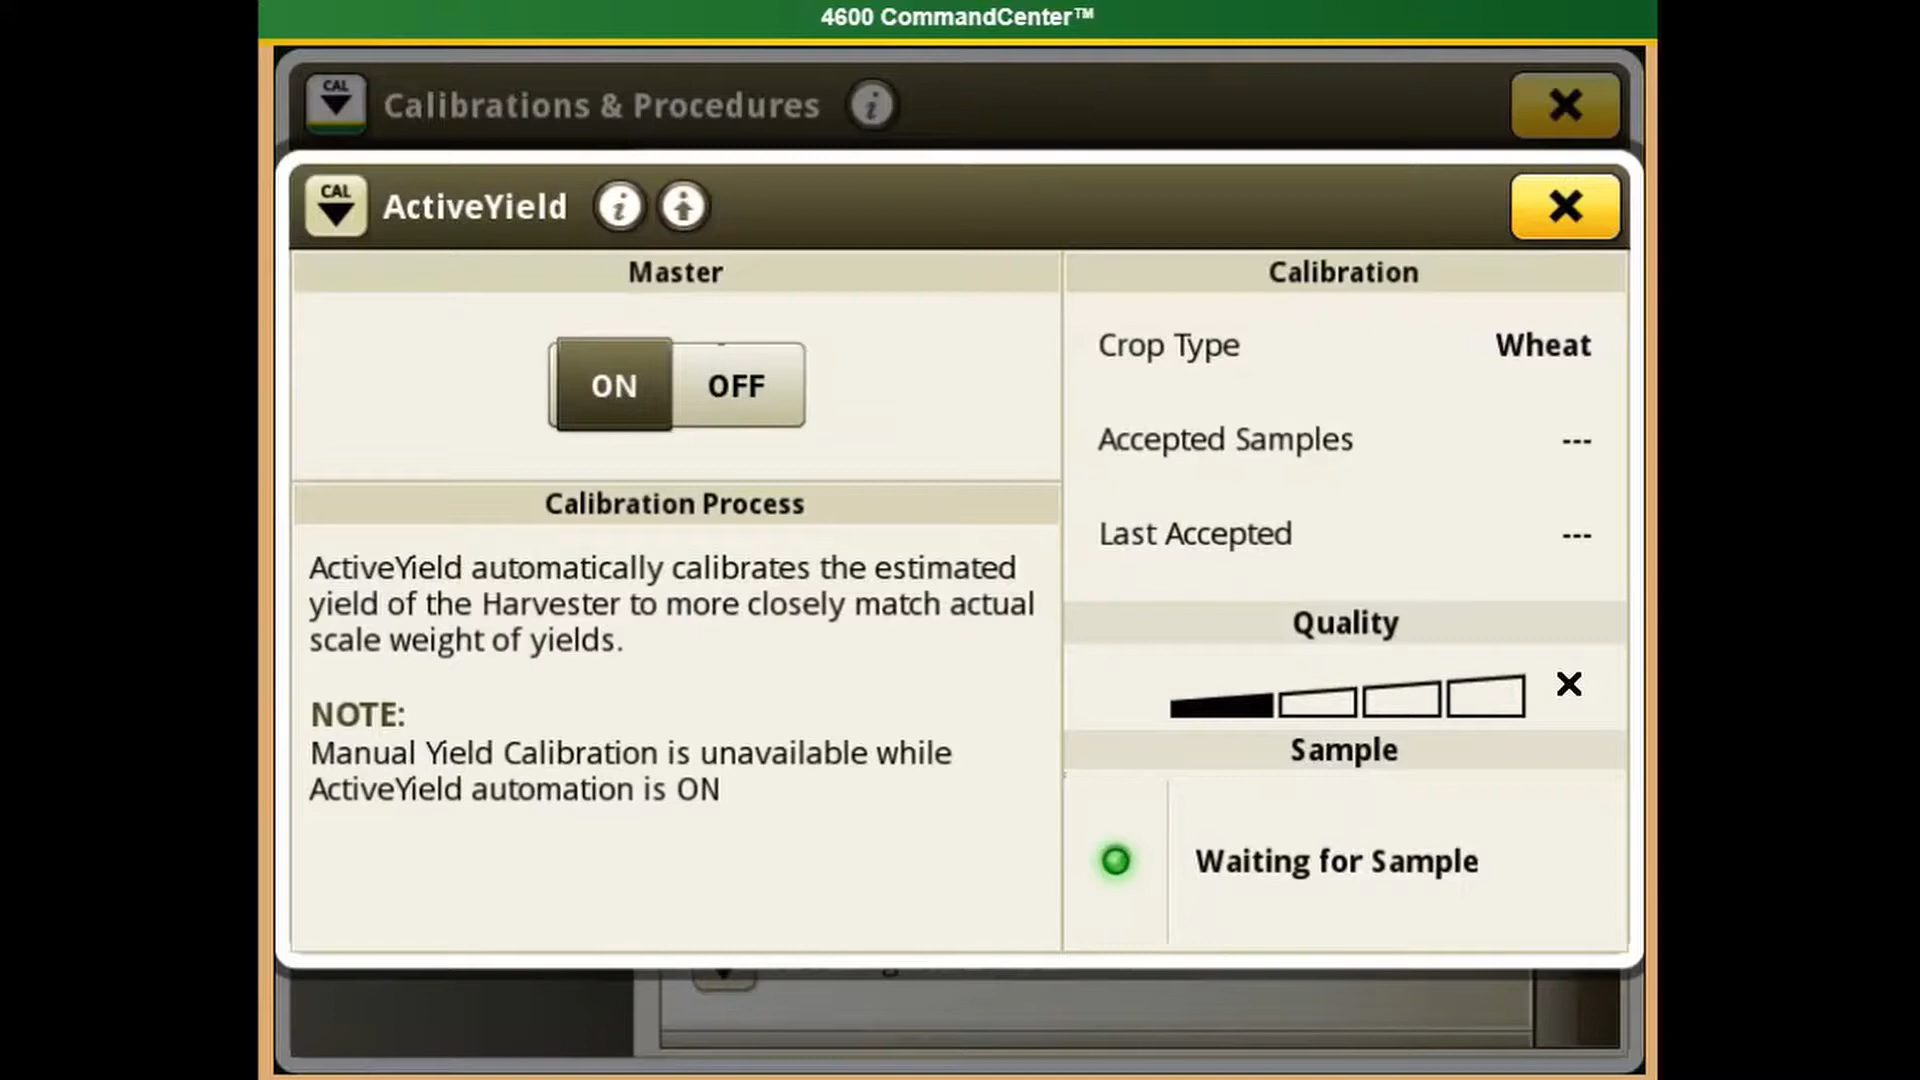 4600 CommandCenter™
CAL
Calibrations & Procedures
i
CAL
ActiveYield
i
Master
ON
OFF
Calibration Process
ActiveYield automatically calibrates the estimated
yield of the Harvester to more closely match actual
scale weight of yields.
NOTE:
Manual Yield Calibration is unavailable while
ActiveYield automation is ON
Calibration
Crop Type
Wheat
Accepted Samples
---
Last Accepted
---
Quality
Sample
Waiting for Sample